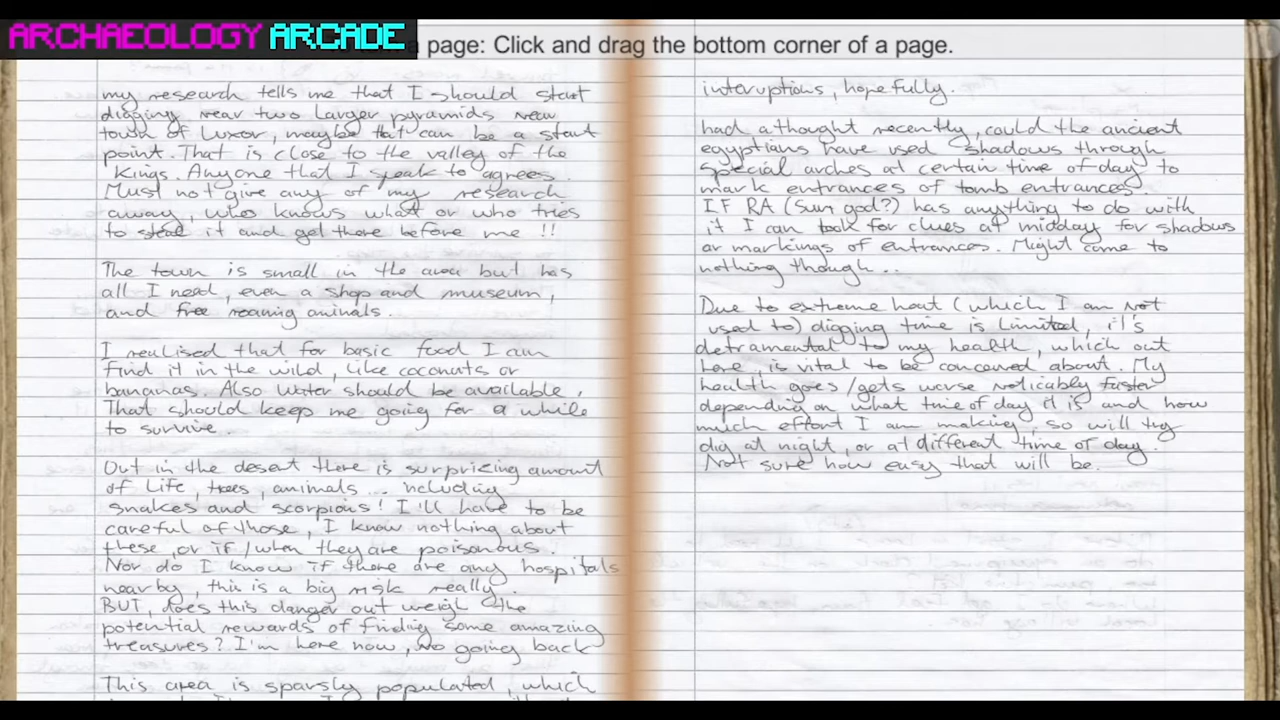 ARCHAEOLOGY ARCADE
a page: Click and drag the bottom corner of a page.
my research tells me that I should start
digging near two larger pyramids near
town of Luxor, maybe that can be a start
point. That is close to the valley of the
Kings. Anyone that I speak to agrees.
Must not give any of my research
away, who knows what or who tries
to steal it and get there before me !!
The town is small in the area but has
all I need, even a shop and museum,
and free roaming animals.
I realised that for basic food I can
find it in the wild, like coconuts or
bananas. Also water should be available,
That should keep me going for a while
to survive.
Out in the desert there is surprizing amount
of life, trees, animals... including
snakes and scorpions! I'll have to be
careful of those, I know nothing about
these, or if/when they are poisonous.
Nor do I know if there are any hospitals
nearby, this is a big risk really.
BUT, does this danger out weigh the
potential rewards of finding some amazing
treasures? I'm here now, no going back
This area is sparsly populated, which
interuptions, hopefully.
had a thought recently, could the ancient
egyptians have used shadows through
special arches at certain time of day to
mark entrances of tomb entrances.
IF RA (Sun god?) has anything to do with
it I can look for clues at midday for shadows
or markings of entrances. Might come to
nothing though...
Due to extreme heat (which I am not
used to) digging time is limited, it's
detramental to my health, which out
here, is vital to be concerned about. My
health goes/gets worse noticably faster
depending on what time of day it is and how
much effort I am making, so will try
dig at night, or at different time of day.
Not sure how easy that will be.